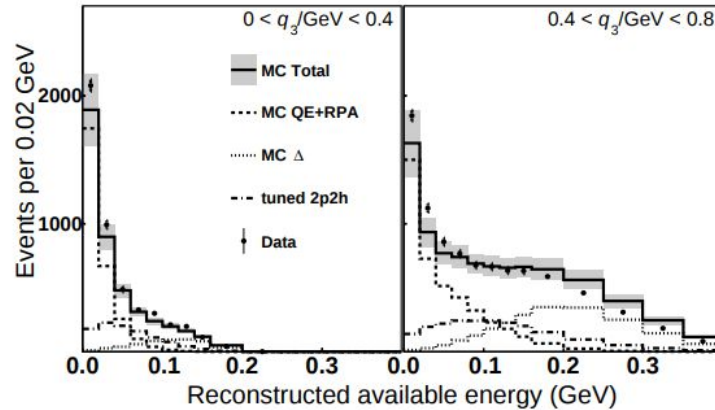 0 < q₃/GeV < 0.4
0.4 < q₃/GeV < 0.8
MC Total
MC QE+RPA
MC Δ
tuned 2p2h
Data
Events per 0.02 GeV
2000
1000
0.0 0.1 0.2 0.3 0.0 0.1 0.2 0.3
Reconstructed available energy (GeV)